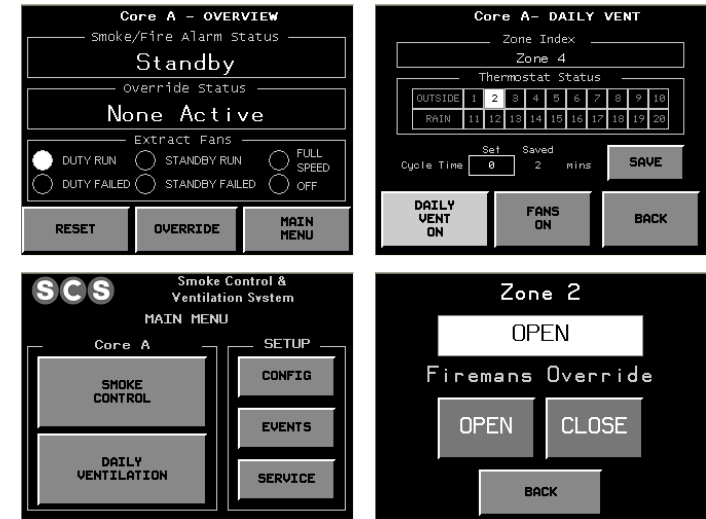 Core A - OVERVIEW
Smoke/Fire Alarm Status
Standby
Override Status
None Active
Extract Fans
DUTY RUN STANDBY RUN FULL SPEED
DUTY FAILED STANDBY FAILED OFF
RESET OVERRIDE MAIN MENU
Core A- DAILY VENT
Zone Index
Zone 4
Thermostat Status
OUTSIDE 1 2 3 4 5 6 7 8 9 10
RAIN 11 12 13 14 15 16 17 18 19 20
Set Saved
Cycle Time 0 2 mins SAVE
DAILY VENT ON FANS ON BACK
SCS
Smoke Control &
Ventilation System
MAIN MENU
Core A
SMOKE
CONTROL
DAILY
VENTILATION
SETUP
CONFIG
EVENTS
SERVICE
Zone 2
OPEN
Firemans Override
OPEN CLOSE
BACK